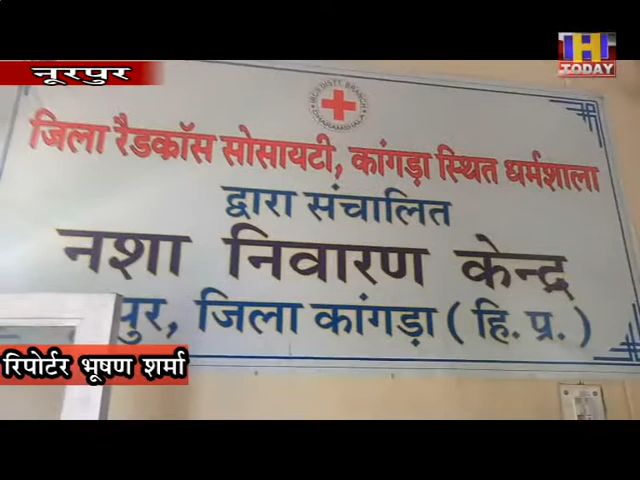 H
TODAY
नूरपुर
जिला रैडक्रॉस सोसायटी, कांगड़ा स्थित धर्मशाला
द्वारा संचालित
नशा निवारण केन्द्र
पुर, जिला कांगड़ा ( हि. प्र. )
रिपोर्टर भूषण शर्मा